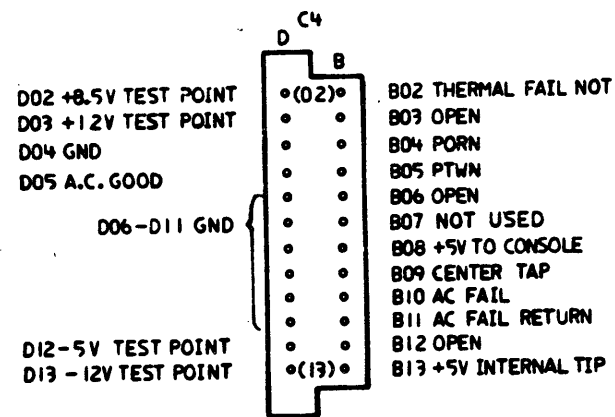 C4
D
B
D02 +8.5V TEST POINT
D03 +12V TEST POINT
D04 GND
D05 A.C. GOOD
D06-D11 GND
D12-5V TEST POINT
D13 -12V TEST POINT
(02)
(13)
B02 THERMAL FAIL NOT
B03 OPEN
B04 PORN
B05 PTWN
B06 OPEN
B07 NOT USED
B08 +5V TO CONSOLE
B09 CENTER TAP
B10 AC FAIL
B11 AC FAIL RETURN
B12 OPEN
B13 +5V INTERNAL TIP